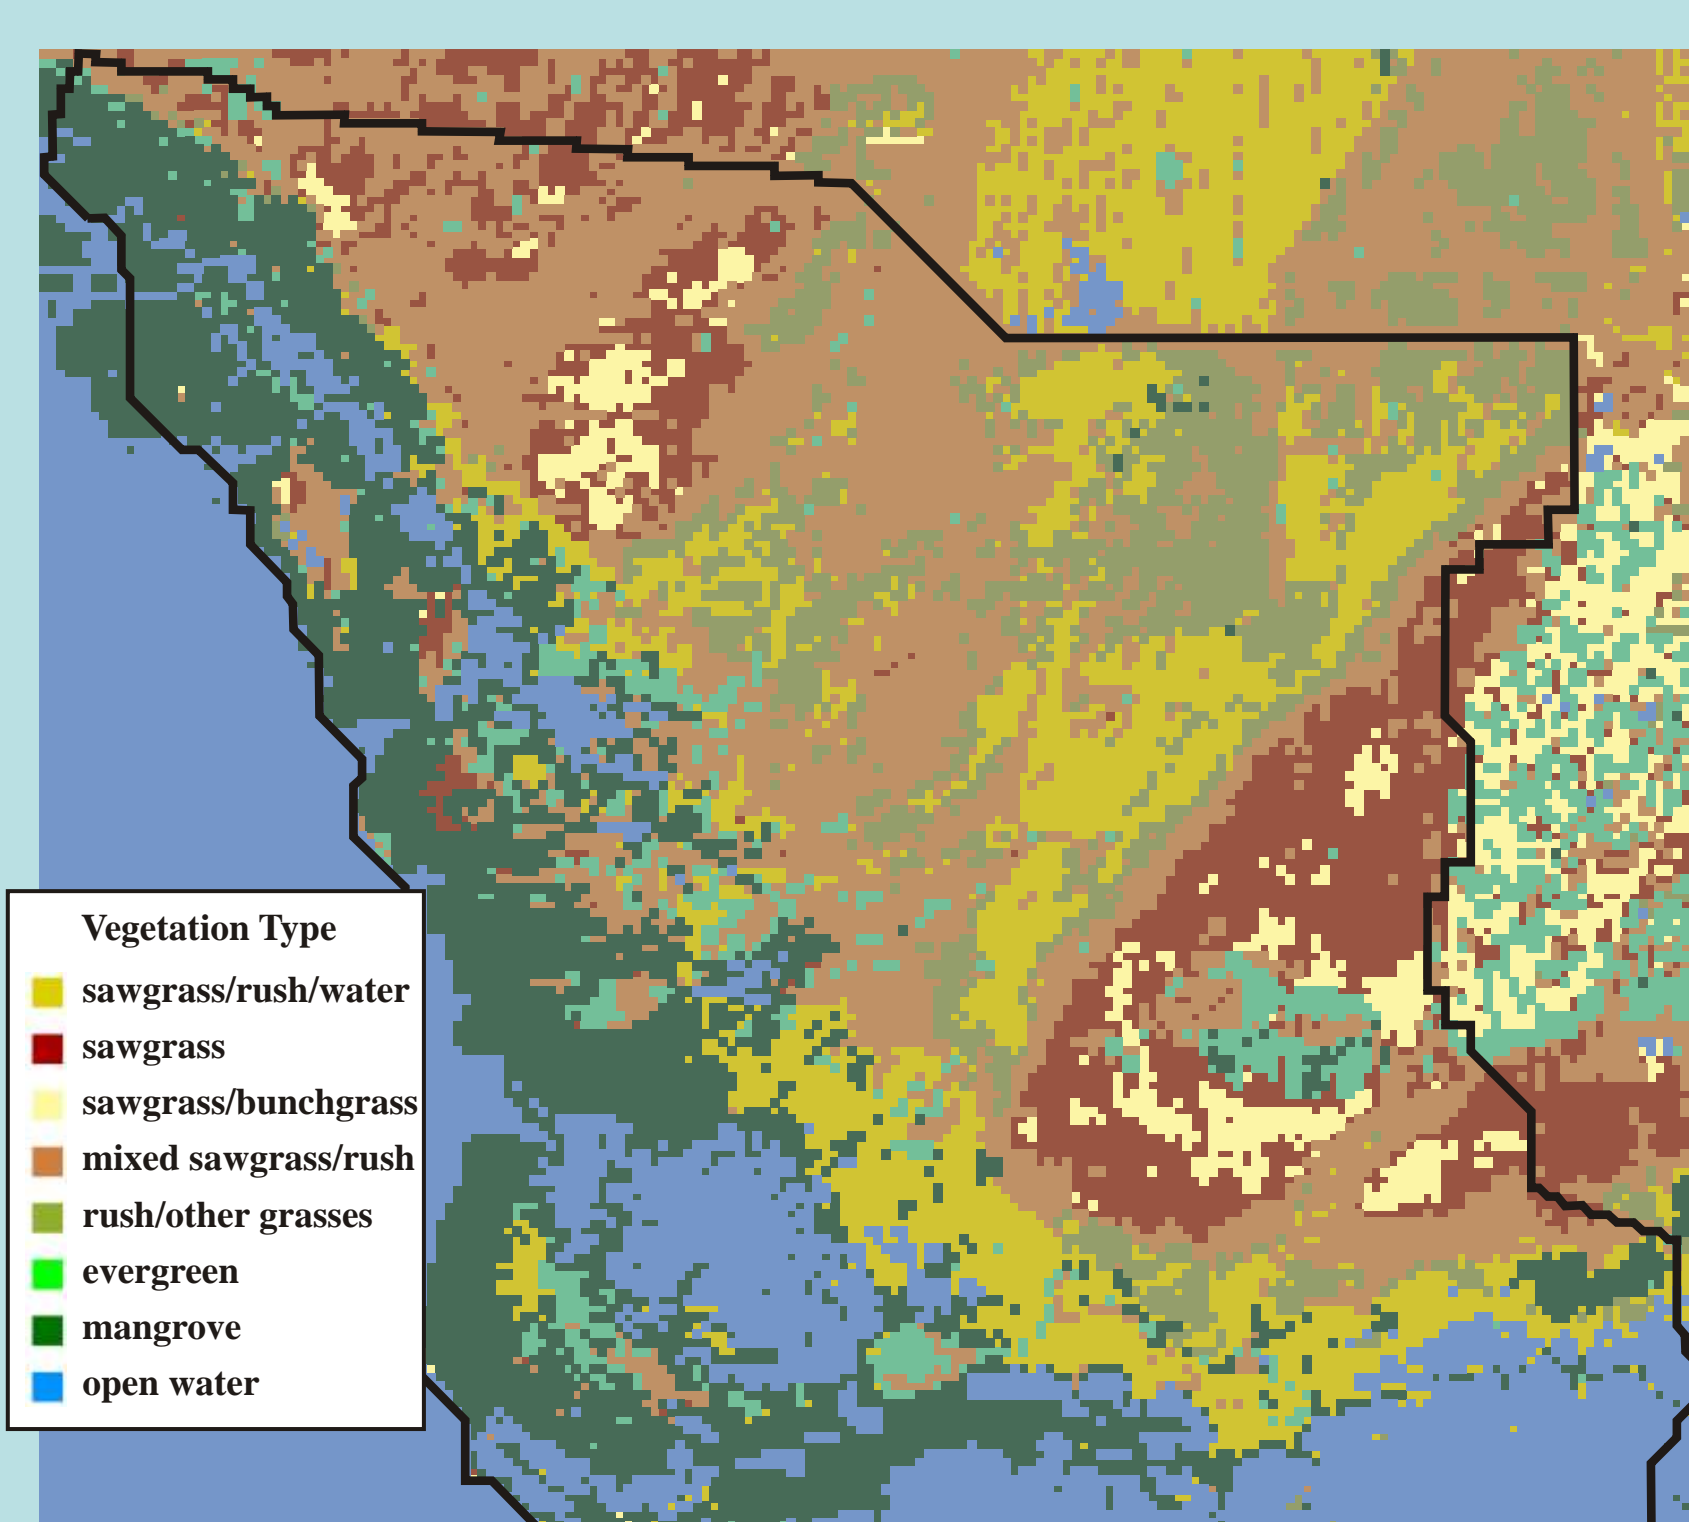 Vegetation Type
sawgrass/rush/water
sawgrass
sawgrass/bunchgrass
mixed sawgrass/rush
rush/other grasses
evergreen
mangrove
open water